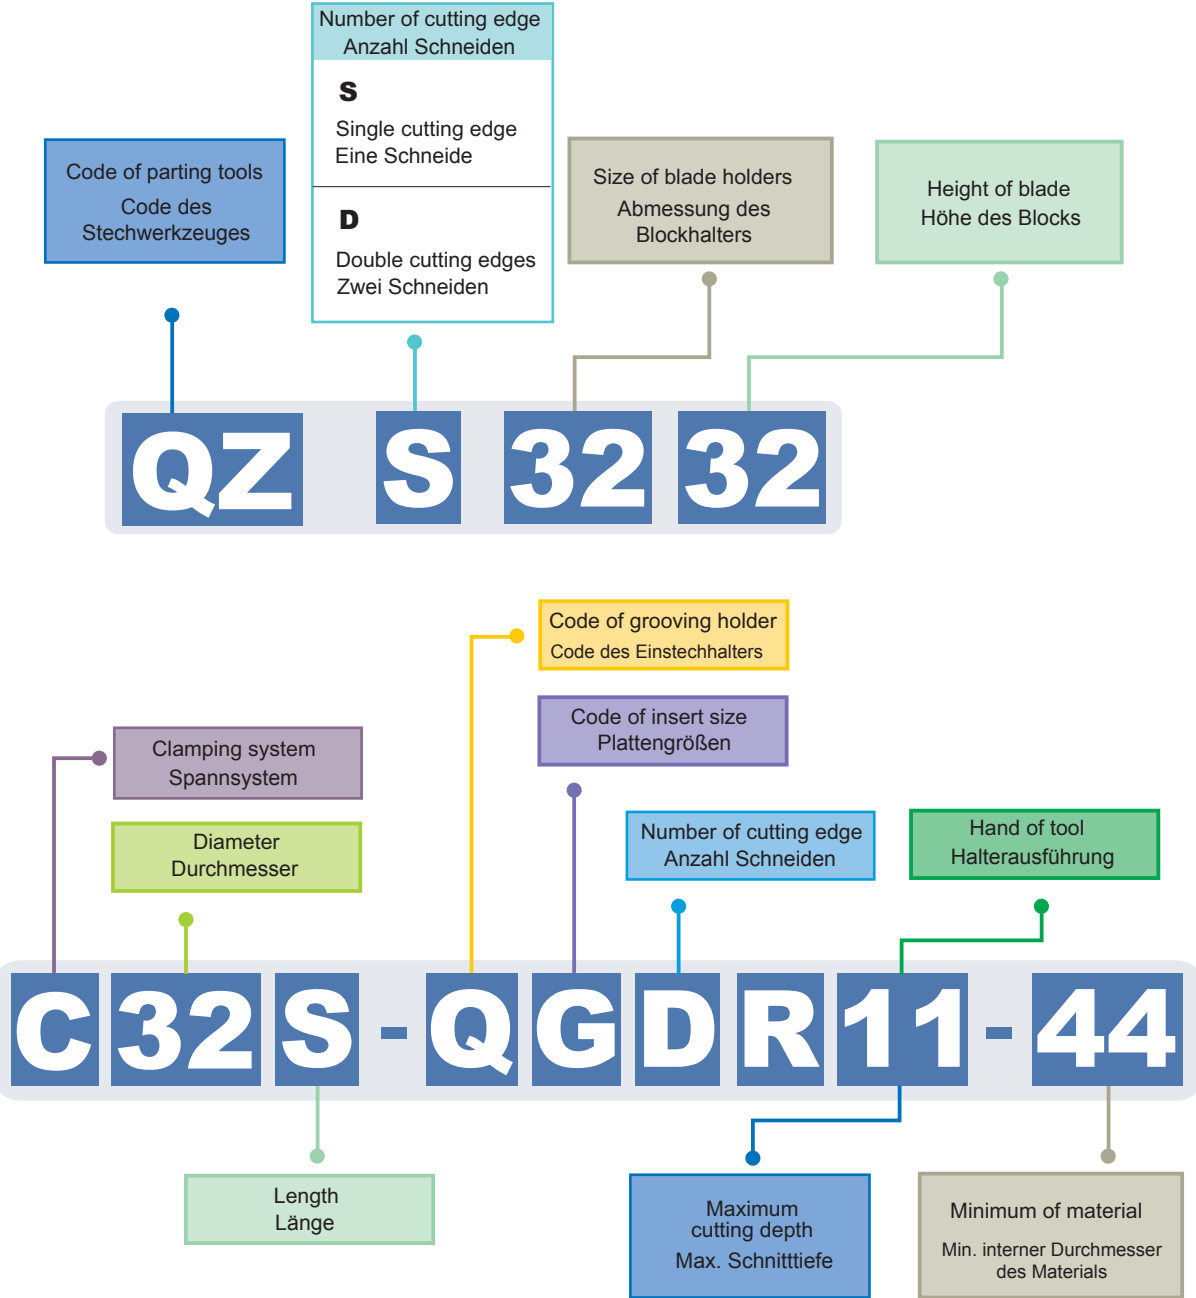 Number of cutting edge
Anzahl Schneiden
S
Single cutting edge
Eine Schneide
D
Double cutting edges
Zwei Schneiden
Code of parting tools
Code des
Stechwerkzeuges
Size of blade holders
Abmessung des
Blockhalters
Height of blade
Höhe des Blocks
QZ S 32 32
Code of grooving holder
Code des Einstechhalters
Code of insert size
Plattengrößen
Clamping system
Spannsystem
Diameter
Durchmesser
Number of cutting edge
Anzahl Schneiden
Hand of tool
Halterausführung
C 32 S - Q G D R 11 - 44
Length
Länge
Maximum
cutting depth
Max. Schnitttiefe
Minimum of material
Min. interner Durchmesser
des Materials